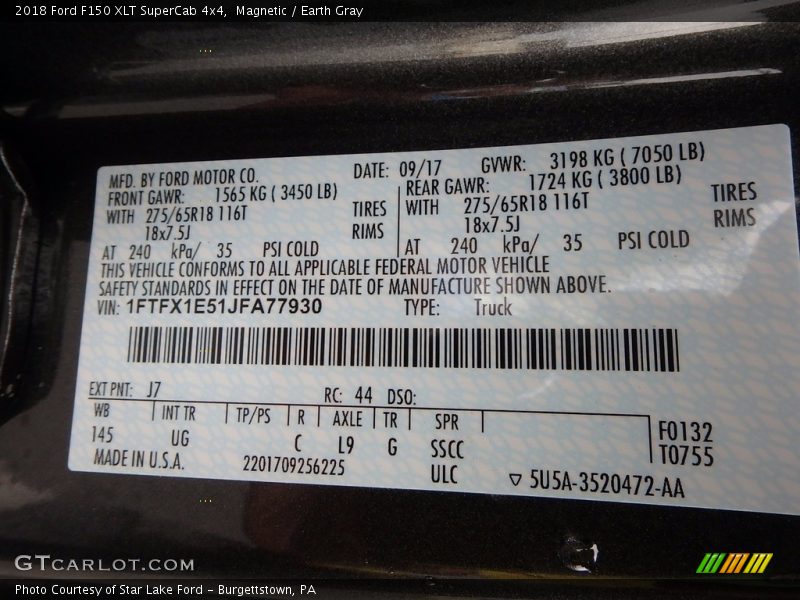 2018 Ford F150 XLT SuperCab 4x4,  Magnetic / Earth Gray
MFD. BY FORD MOTOR CO. DATE: 09/17 GVWR: 3198 KG ( 7050 LB)
FRONT GAWR: 1565 KG ( 3450 LB) REAR GAWR: 1724 KG ( 3800 LB)
WITH 275/65R18 116T TIRES WITH 275/65R18 116T TIRES
18x7.5J RIMS 18x7.5J RIMS
AT 240 kPa/ 35 PSI COLD AT 240 kPa/ 35 PSI COLD
THIS VEHICLE CONFORMS TO ALL APPLICABLE FEDERAL MOTOR VEHICLE
SAFETY STANDARDS IN EFFECT ON THE DATE OF MANUFACTURE SHOWN ABOVE.
VIN: 1FTFX1E51JFA77930 TYPE: Truck
EXT PNT: J7 RC: 44 DSO:
WB INT TR TP/PS R AXLE TR SPR F0132
145 UG C L9 G SSCC T0755
MADE IN U.S.A. 2201709256225 ULC ▽ 5U5A-3520472-AA
GTCARLOT.COM
Photo Courtesy of Star Lake Ford - Burgettstown, PA